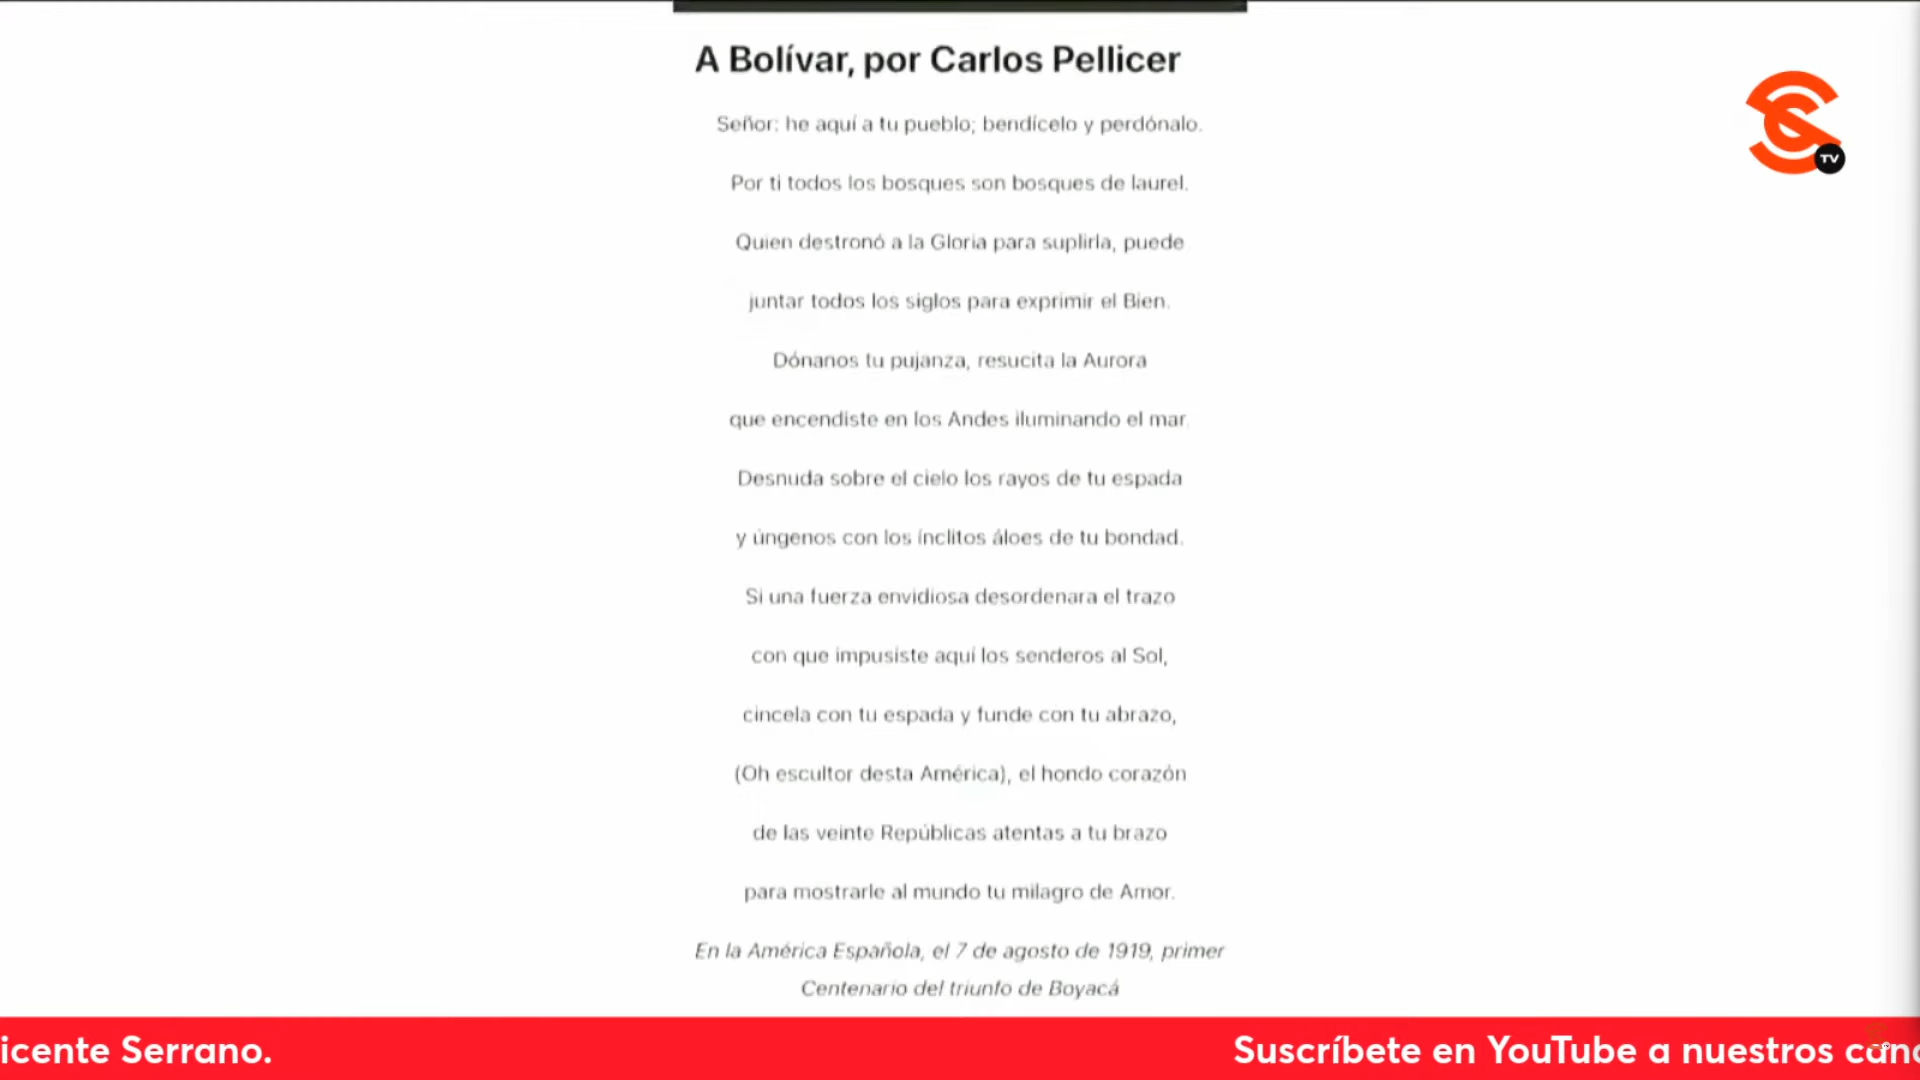 A Bolívar, por Carlos Pellicer
Señor: he aquí a tu pueblo; bendícelo y perdónalo.
Por ti todos los bosques son bosques de laurel.
Quien destronó a la Gloria para suplirla, puede
juntar todos los siglos para exprimir el Bien.
Dónanos tu pujanza, resucita la Aurora
que encendiste en los Andes iluminando el mar.
Desnuda sobre el cielo los rayos de tu espada
y úngenos con los ínclitos áloes de tu bondad.
Si una fuerza envidiosa desordenara el trazo
con que impusiste aquí los senderos al Sol,
cincela con tu espada y funde con tu abrazo,
(Oh escultor desta América), el hondo corazón
de las veinte Repúblicas atentas a tu brazo
para mostrarle al mundo tu milagro de Amor.
En la América Española, el 7 de agosto de 1919, primer
Centenario del triunfo de Boyacá
TV
icente Serrano.
Suscríbete en YouTube a nuestros